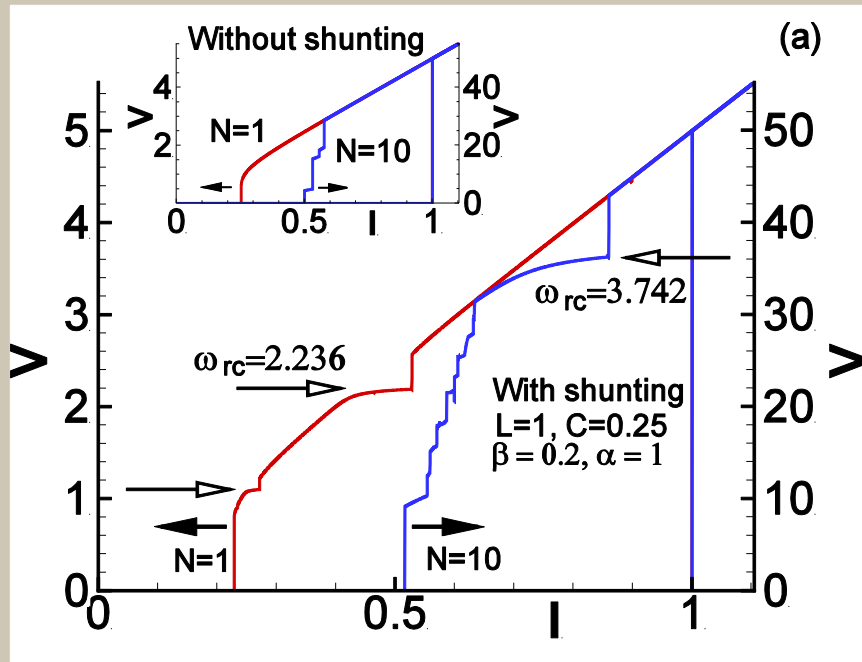 (a)
Without shunting
V
4
2
N=1
N=10
40
20
0
V
0
0.5
I
1
5
4
3
2
1
0
V
50
40
30
20
10
0
V
ω rc=3.742
ω rc=2.236
With shunting
L=1, C=0.25
β = 0.2, α = 1
N=1
N=10
0
0.5
I
1